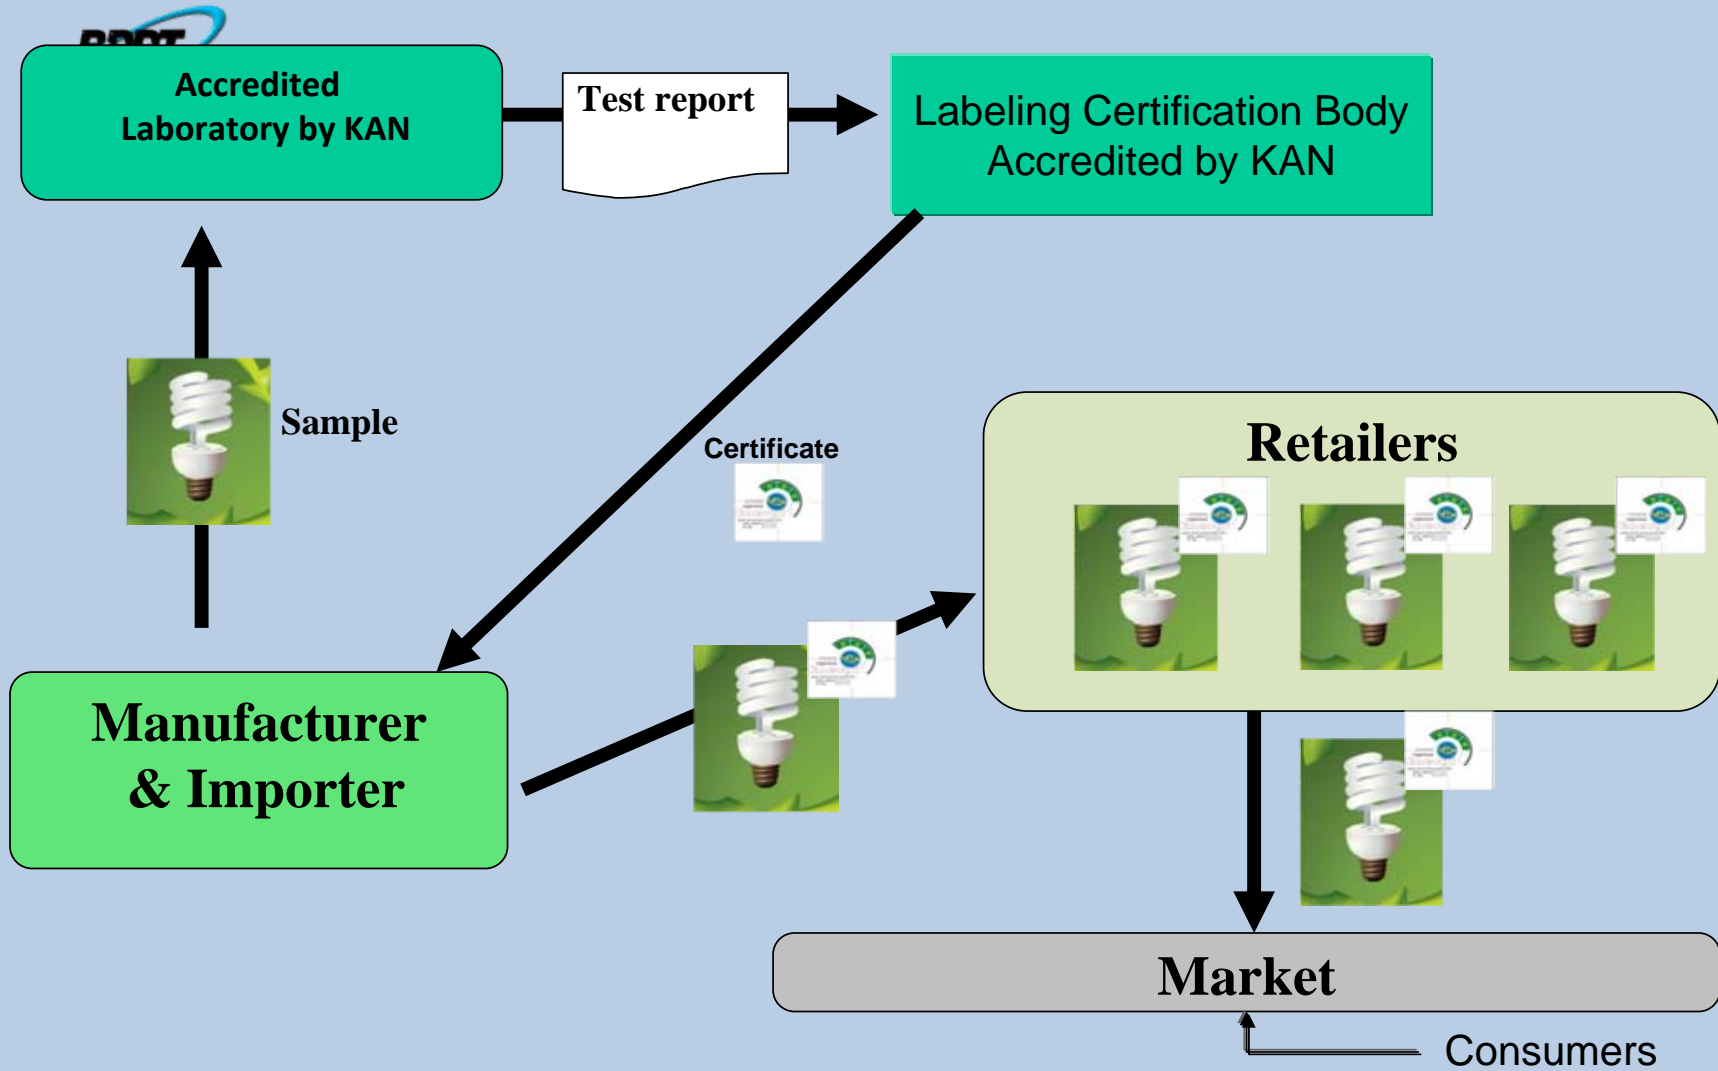 BPPT
Accredited
Laboratory by KAN
Test report
Labeling Certification Body
Accredited by KAN
Sample
Certificate
Retailers
Manufacturer
& Importer
Market
Consumers